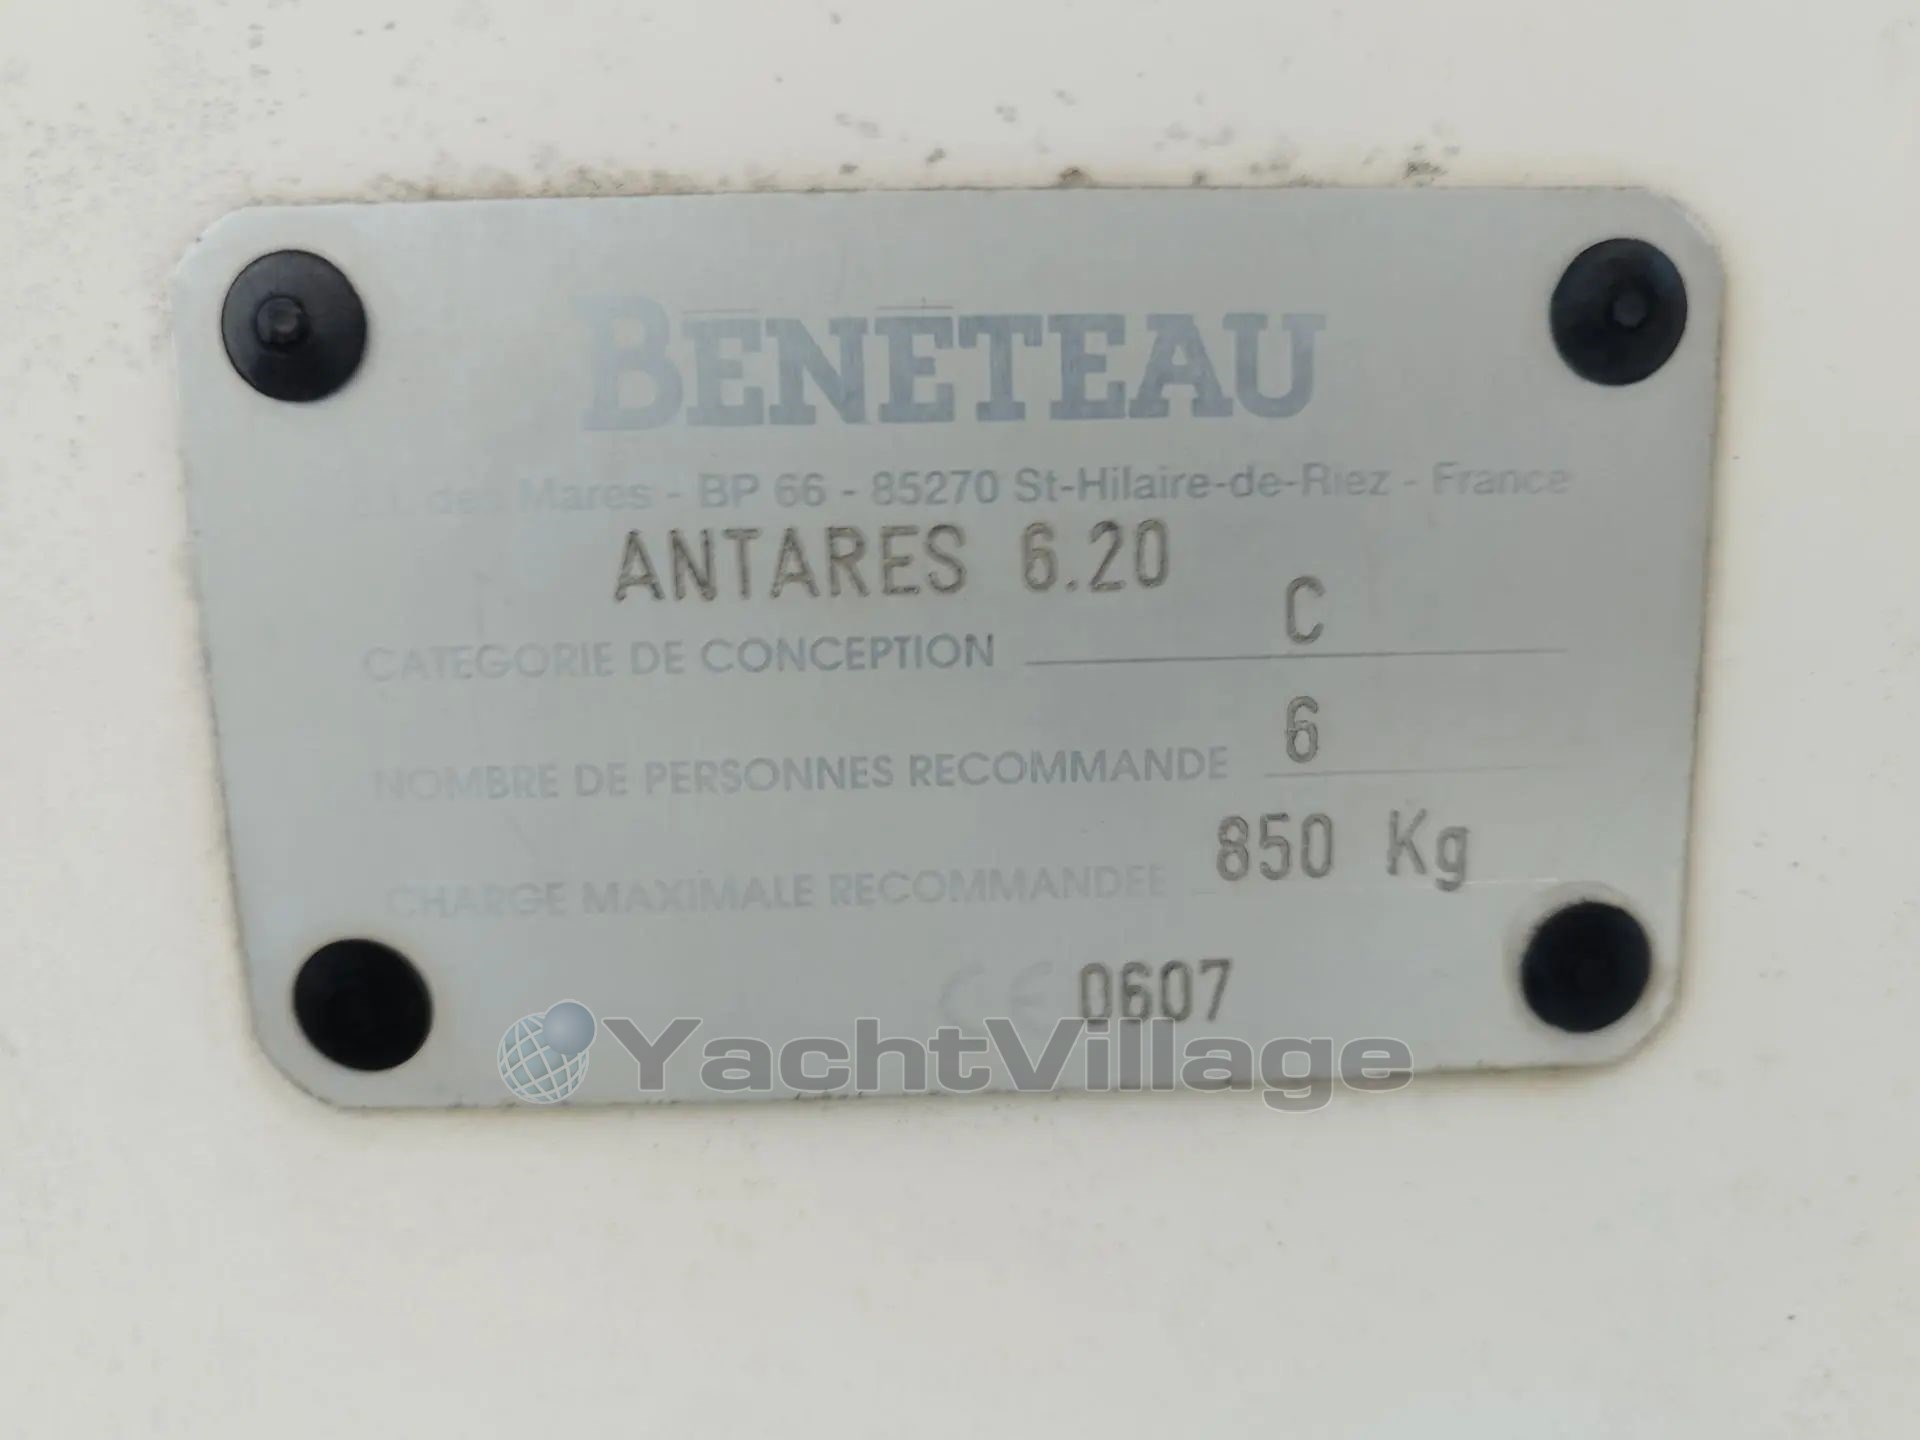 BENETEAU
des Mares - BP 66 - 85270 St-Hilaire-de-Riez - France
ANTARES 6.20
CATEGORIE DE CONCEPTION C
NOMBRE DE PERSONNES RECOMMANDE 6
CHARGE MAXIMALE RECOMMANDEE 850 Kg
CE 0607
YachtVillage